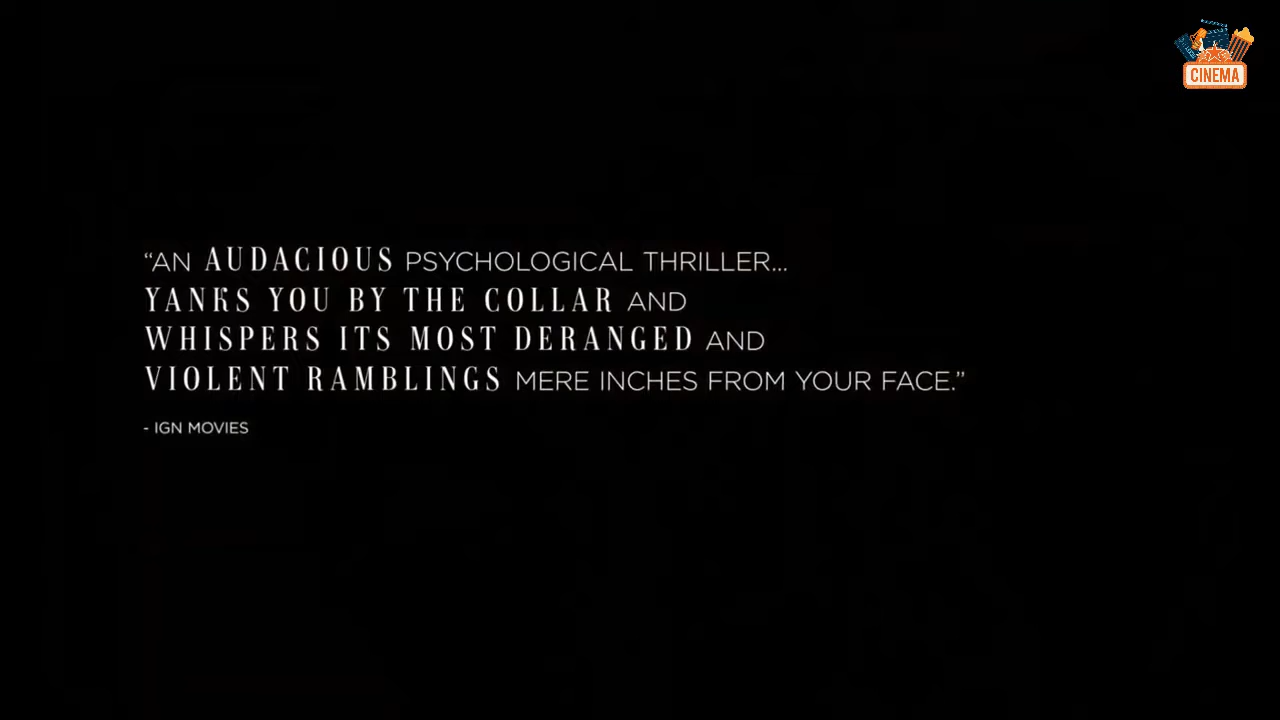 “AN AUDACIOUS PSYCHOLOGICAL THRILLER...
YANKS YOU BY THE COLLAR AND
WHISPERS ITS MOST DERANGED AND
VIOLENT RAMBLINGS MERE INCHES FROM YOUR FACE.”
- IGN MOVIES
CINEMA